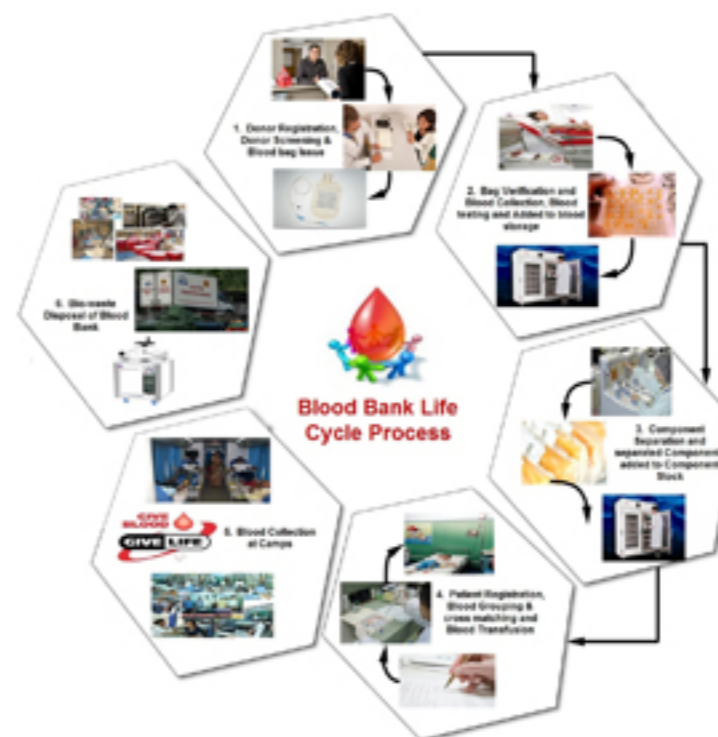 1. Donor Registration,
Donor Screening &
Blood bag Issue
2. Bag Verification and
Blood Collection, Blood
testing and Added to blood
storage
3. Component
Separation and
separated Component
added to Component
Stock
4. Patient Registration,
Blood Grouping &
cross matching and
Blood Transfusion
5. Blood Collection
at Camps
GIVE
BLOOD
GIVE LIFE
6. Bio-waste
Disposal of Blood
Bank
Blood Bank Life
Cycle Process